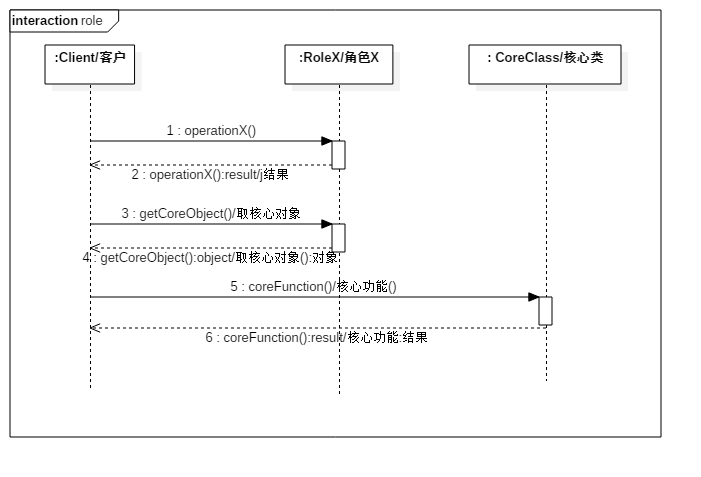 interaction role
:Client/客户
:RoleX/角色X
: CoreClass/核心类
1 : operationX()
2 : operationX():result/j结果
3 : getCoreObject()/取核心对象
4 : getCoreObject():object/取核心对象():对象
5 : coreFunction()/核心功能()
6 : coreFunction():result/核心功能:结果